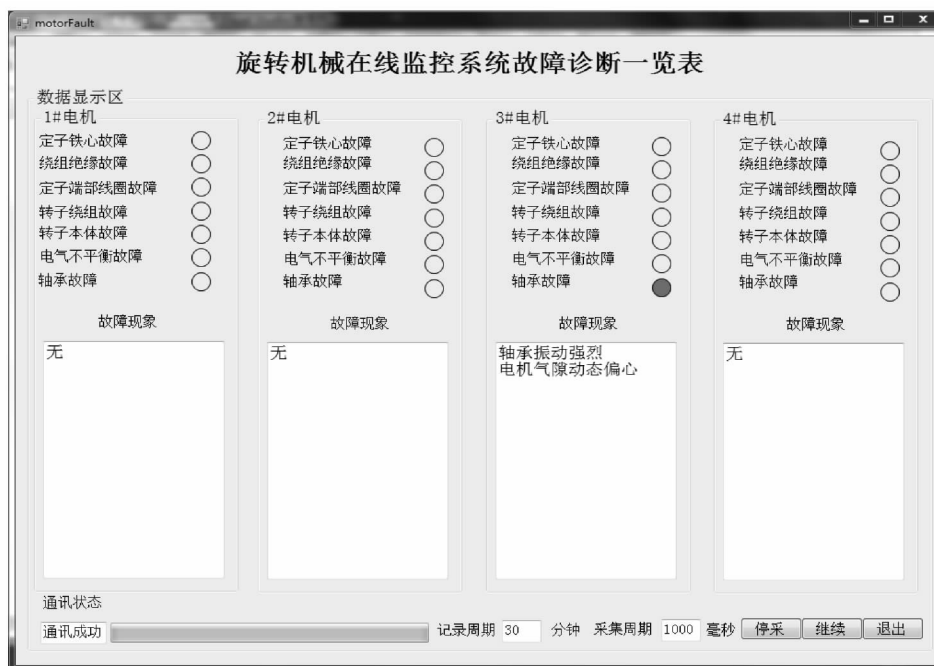 motorFault
旋转机械在线监控系统故障诊断一览表
数据显示区
1#电机
定子铁心故障
绕组绝缘故障
定子端部线圈故障
转子绕组故障
转子本体故障
电气不平衡故障
轴承故障
故障现象
无
2#电机
定子铁心故障
绕组绝缘故障
定子端部线圈故障
转子绕组故障
转子本体故障
电气不平衡故障
轴承故障
故障现象
无
3#电机
定子铁心故障
绕组绝缘故障
定子端部线圈故障
转子绕组故障
转子本体故障
电气不平衡故障
轴承故障
故障现象
轴承振动强烈
电机气隙动态偏心
4#电机
定子铁心故障
绕组绝缘故障
定子端部线圈故障
转子绕组故障
转子本体故障
电气不平衡故障
轴承故障
故障现象
无
通讯状态
通讯成功 记录周期 30 分钟 采集周期 1000 毫秒 停采 继续 退出